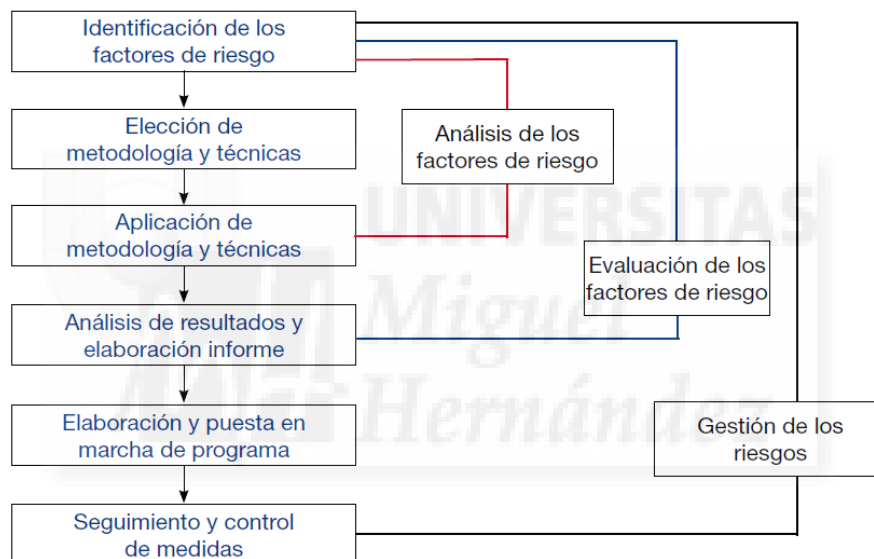 Identificación de los
factores de riesgo
Elección de
metodología y técnicas
Análisis de los
factores de riesgo
Aplicación de
metodología y técnicas
UNIVERSITAS
Miguel
Hernández
Evaluación de los
factores de riesgo
Análisis de resultados y
elaboración informe
Elaboración y puesta en
marcha de programa
Gestión de los
riesgos
Seguimiento y control
de medidas